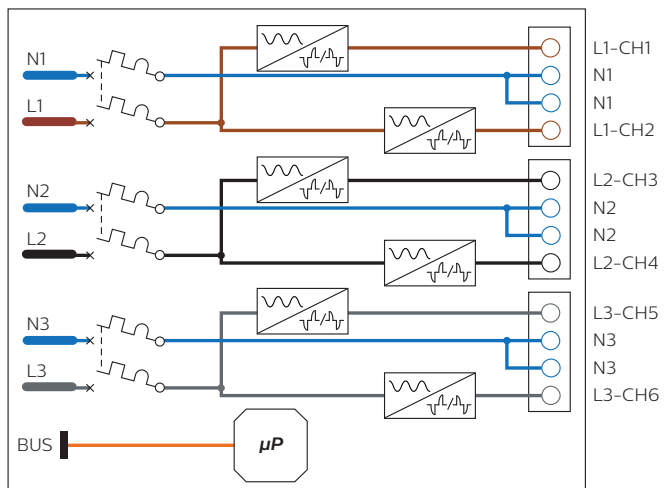 L1-CH1
N1
N1
N1
L1
L1-CH2
L2-CH3
N2
N2
N2
L2
L2-CH4
L3-CH5
N3
N3
N3
L3
L3-CH6
BUS
µP